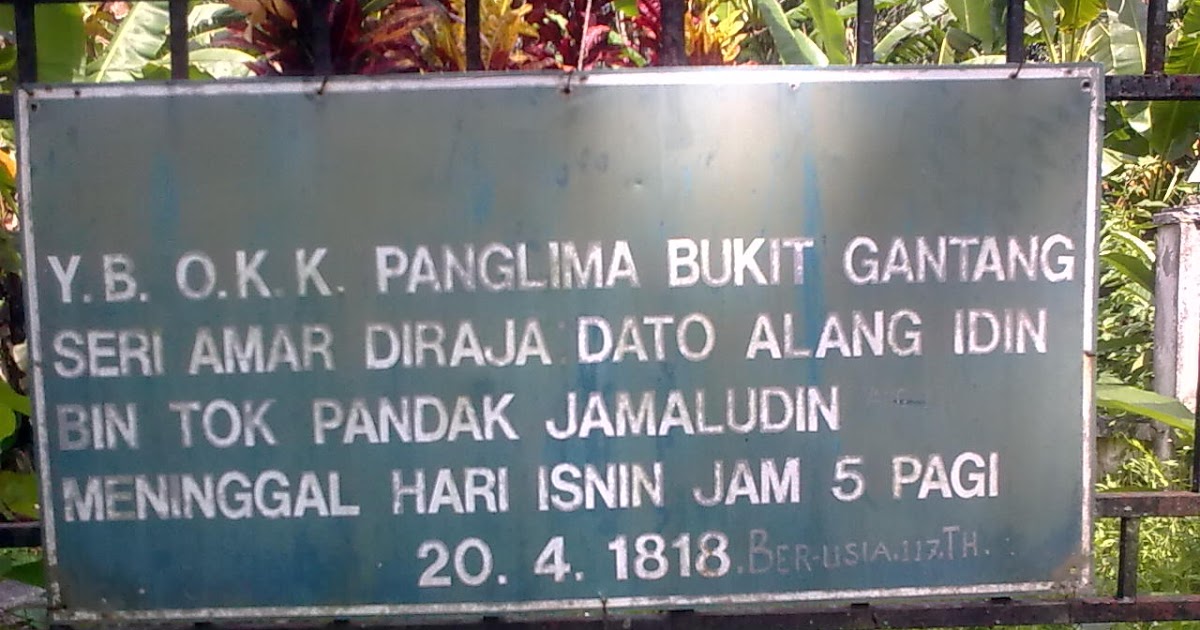 Y.B. O.K.K. PANGLIMA BUKIT GANTANG
SERI AMAR DIRAJA DATO ALANG IDIN
BIN TOK PANDAK JAMALUDIN
MENINGGAL HARI ISNIN JAM 5 PAGI
20. 4. 1818. BER-USIA.117.TH.